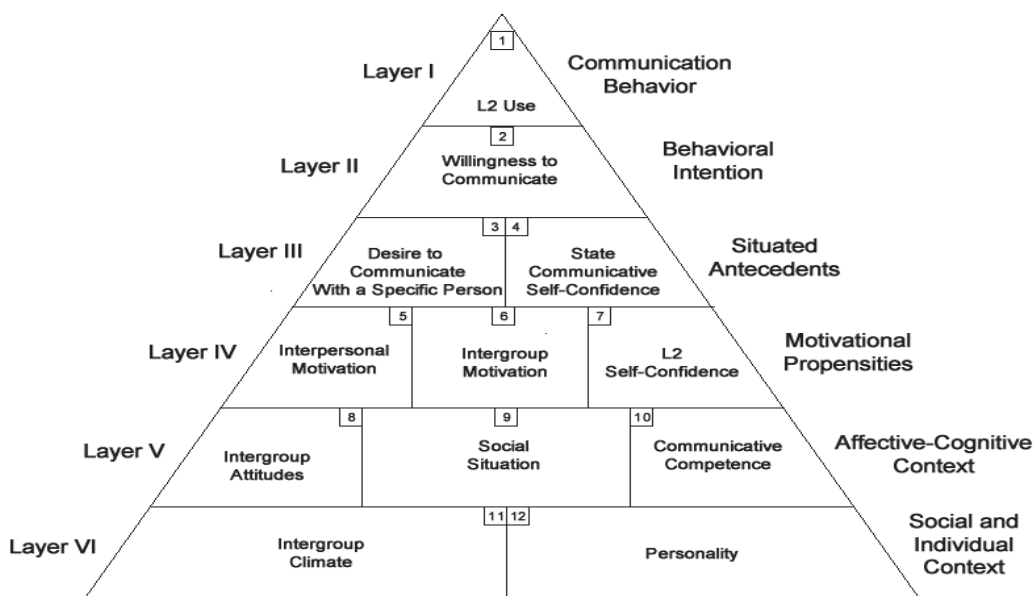 1
Layer I
Communication
Behavior
L2 Use
2
Layer II
Willingness to
Communicate
Behavioral
Intention
3 4
Layer III
Desire to
Communicate
With a Specific Person
State
Communicative
Self-Confidence
Situated
Antecedents
5 6 7
Layer IV
Interpersonal
Motivation
Intergroup
Motivation
L2
Self-Confidence
Motivational
Propensities
8 9 10
Layer V
Intergroup
Attitudes
Social
Situation
Communicative
Competence
Affective-Cognitive
Context
11 12
Layer VI
Intergroup
Climate
Personality
Social and
Individual
Context